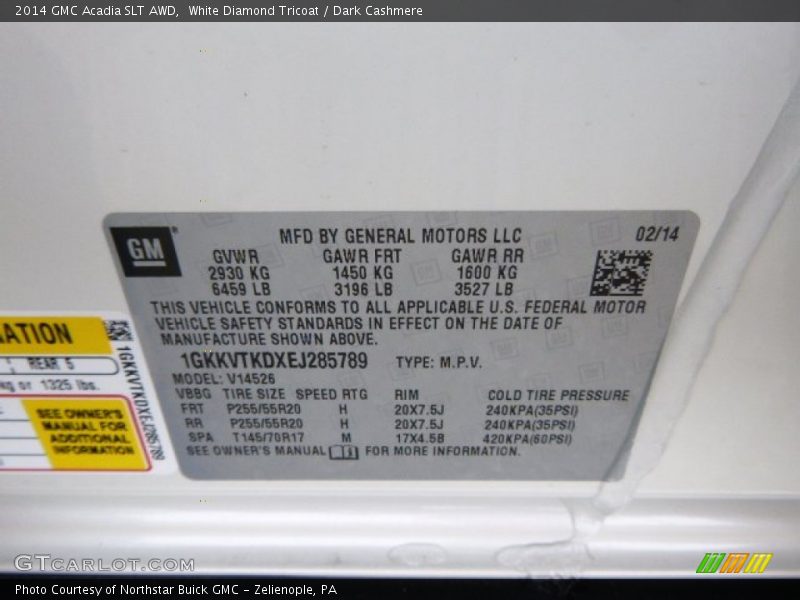 2014 GMC Acadia SLT AWD, White Diamond Tricoat / Dark Cashmere
GM
MFD BY GENERAL MOTORS LLC 02/14
GVWR GAWR FRT GAWR RR
2930 KG 1450 KG 1600 KG
6459 LB 3196 LB 3527 LB
THIS VEHICLE CONFORMS TO ALL APPLICABLE U.S. FEDERAL MOTOR
VEHICLE SAFETY STANDARDS IN EFFECT ON THE DATE OF
MANUFACTURE SHOWN ABOVE.
1GKKVTKDXEJ285789 TYPE: M.P.V.
MODEL: V14526
VBBG TIRE SIZE SPEED RTG RIM COLD TIRE PRESSURE
FRT P255/55R20 H 20X7.5J 240KPA(35PSI)
RR P255/55R20 H 20X7.5J 240KPA(35PSI)
SPA T145/70R17 M 17X4.5B 420KPA(60PSI)
SEE OWNER'S MANUAL FOR MORE INFORMATION.
ATION
REAR 5
kg or 1325 lbs.
SEE OWNER'S
MANUAL FOR
ADDITIONAL
INFORMATION
1GKKVTKDXEJ285789
GTCARLOT.COM
Photo Courtesy of Northstar Buick GMC - Zelienople, PA